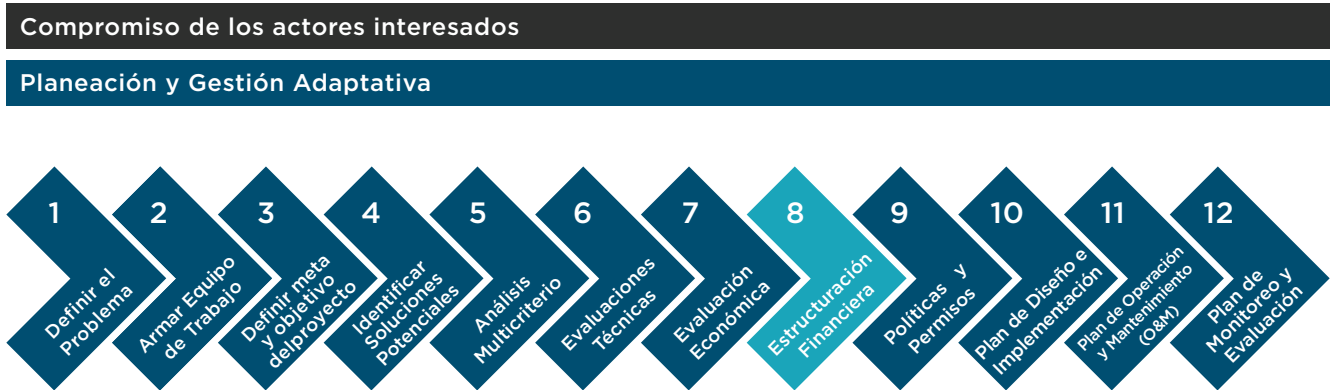 Compromiso de los actores interesados
Planeación y Gestión Adaptativa
1
Definir el
Problema
2
Armar Equipo
de Trabajo
3
Definir meta
y objetivo
delproyecto
4
Identificar
Soluciones
Potenciales
5
Análisis
Multicriterio
6
Evaluaciones
Técnicas
7
Evaluación
Económica
8
Estructuración
Financiera
9
Políticas y
Permisos
10
Plan de Diseño e
Implementación
11
Plan de Operación
y Mantenimiento
(O&M)
12
Plan de
Monitoreo y
Evaluación